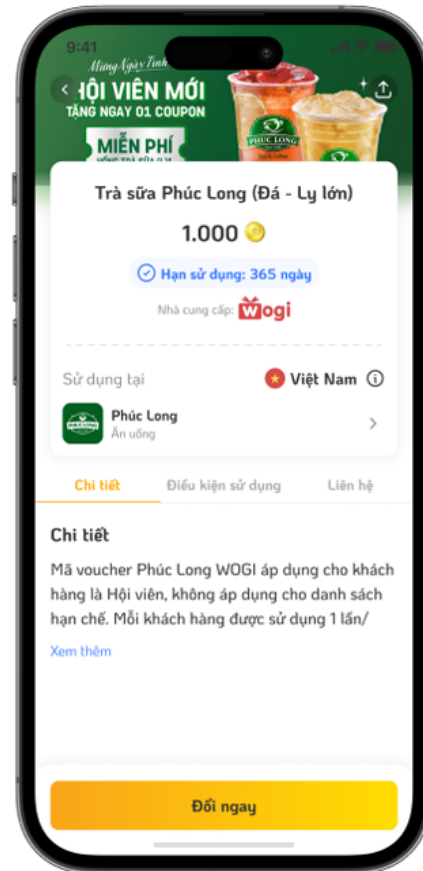 9:41
Mừng Ngày Tính
HỘI VIÊN MỚI
TẶNG NGAY 01 COUPON
MIỄN PHÍ
PHUC LONG
Trà sữa Phúc Long (Đá - Ly lớn)
1.000
Hạn sử dụng: 365 ngày
Nhà cung cấp: Wogi
Sử dụng tại
Việt Nam
Phúc Long
Ăn uống
Chi tiết
Điều kiện sử dụng
Liên hệ
Chi tiết
Mã voucher Phúc Long WOGI áp dụng cho khách
hàng là Hội viên, không áp dụng cho danh sách
hạn chế. Mỗi khách hàng được sử dụng 1 lần/
Xem thêm
Đổi ngay